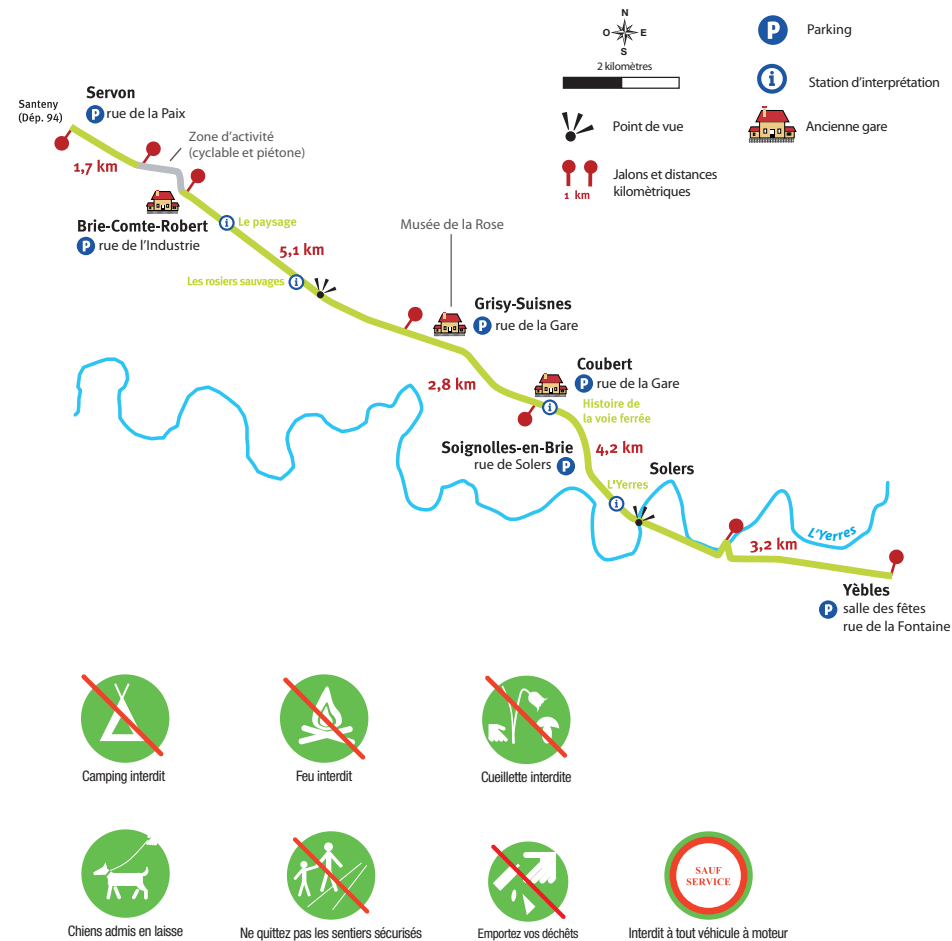 N
O
E
S
2 kilomètres
P
Parking
i
Station d'interprétation
Point de vue
Ancienne gare
Jalons et distances
kilomètriques
1 km
Santeny
(Dép. 94)
Servon
P rue de la Paix
Zone d'activité
(cyclable et piétone)
1,7 km
Brie-Comte-Robert
P rue de l'Industrie
i Le paysage
5,1 km
Les rosiers sauvages i
Musée de la Rose
Grisy-Suisnes
P rue de la Gare
2,8 km
Coubert
P rue de la Gare
i
Histoire de
la voie ferrée
Soignolles-en-Brie
rue de Solers P
4,2 km
L'Yerres
i
Solers
L'Yerres
3,2 km
Yèbles
P salle des fêtes
rue de la Fontaine
Camping interdit
Feu interdit
Cueillette interdite
Chiens admis en laisse
Ne quittez pas les sentiers sécurisés
Emportez vos déchêts
SAUF
SERVICE
Interdit à tout véhicule à moteur